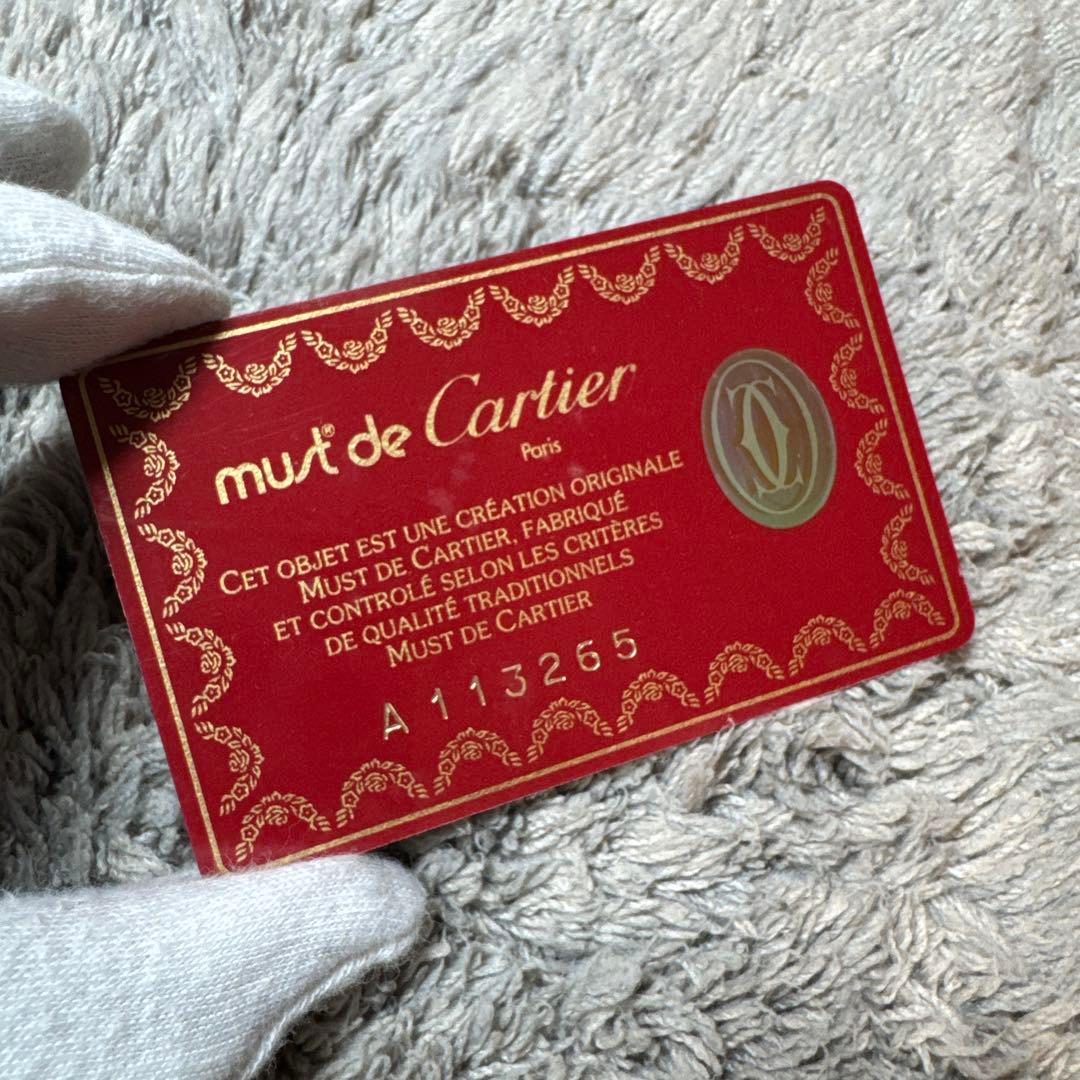 must® de Cartier
Paris
CET OBJET EST UNE CRÉATION ORIGINALE
MUST DE CARTIER, FABRIQUÉ
ET CONTROLÉ SELON LES CRITÈRES
DE QUALITÉ TRADITIONNELS
MUST DE CARTIER
A 113265